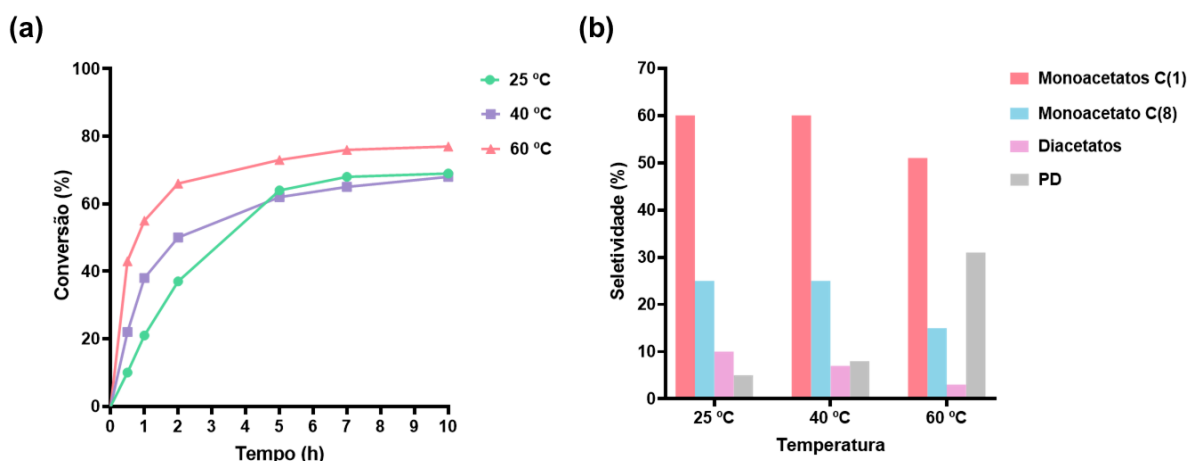 (a)
100
80
60
40
20
0
Conversão (%)
0 1 2 3 4 5 6 7 8 9 10
Tempo (h)
25 ºC
40 ºC
60 ºC
(b)
70
60
50
40
30
20
10
0
Seletividade (%)
25 ºC 40 ºC 60 ºC
Temperatura
Monoacetatos C(1)
Monoacetato C(8)
Diacetatos
PD